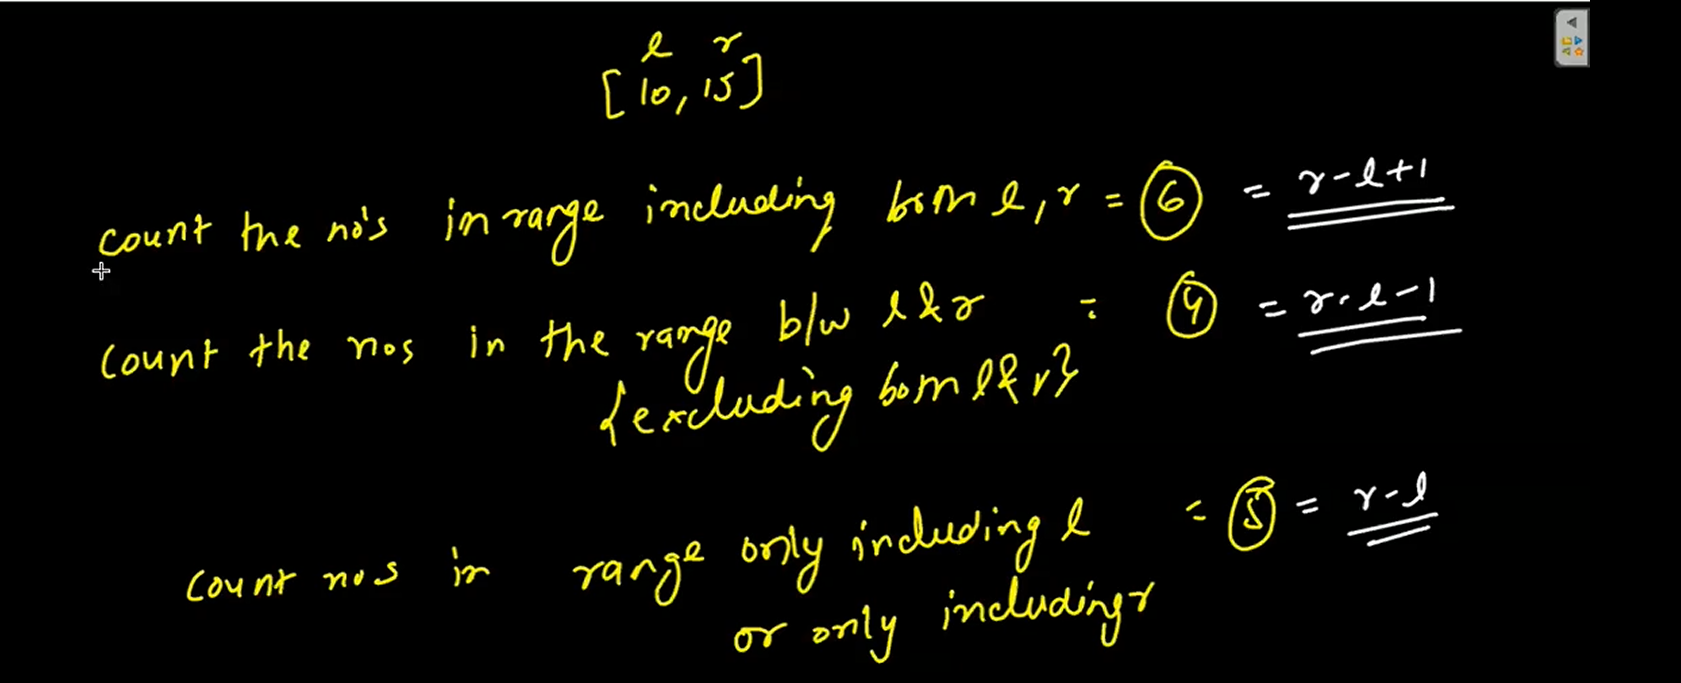 l r
[10, 15]
count the no's in range including both l, r = 6 = r-l+1
count the nos in the range b/w l & r = 4 = r-l-1
{excluding both l & r}
count nos in range only including l = 5 = r-l
or only including r